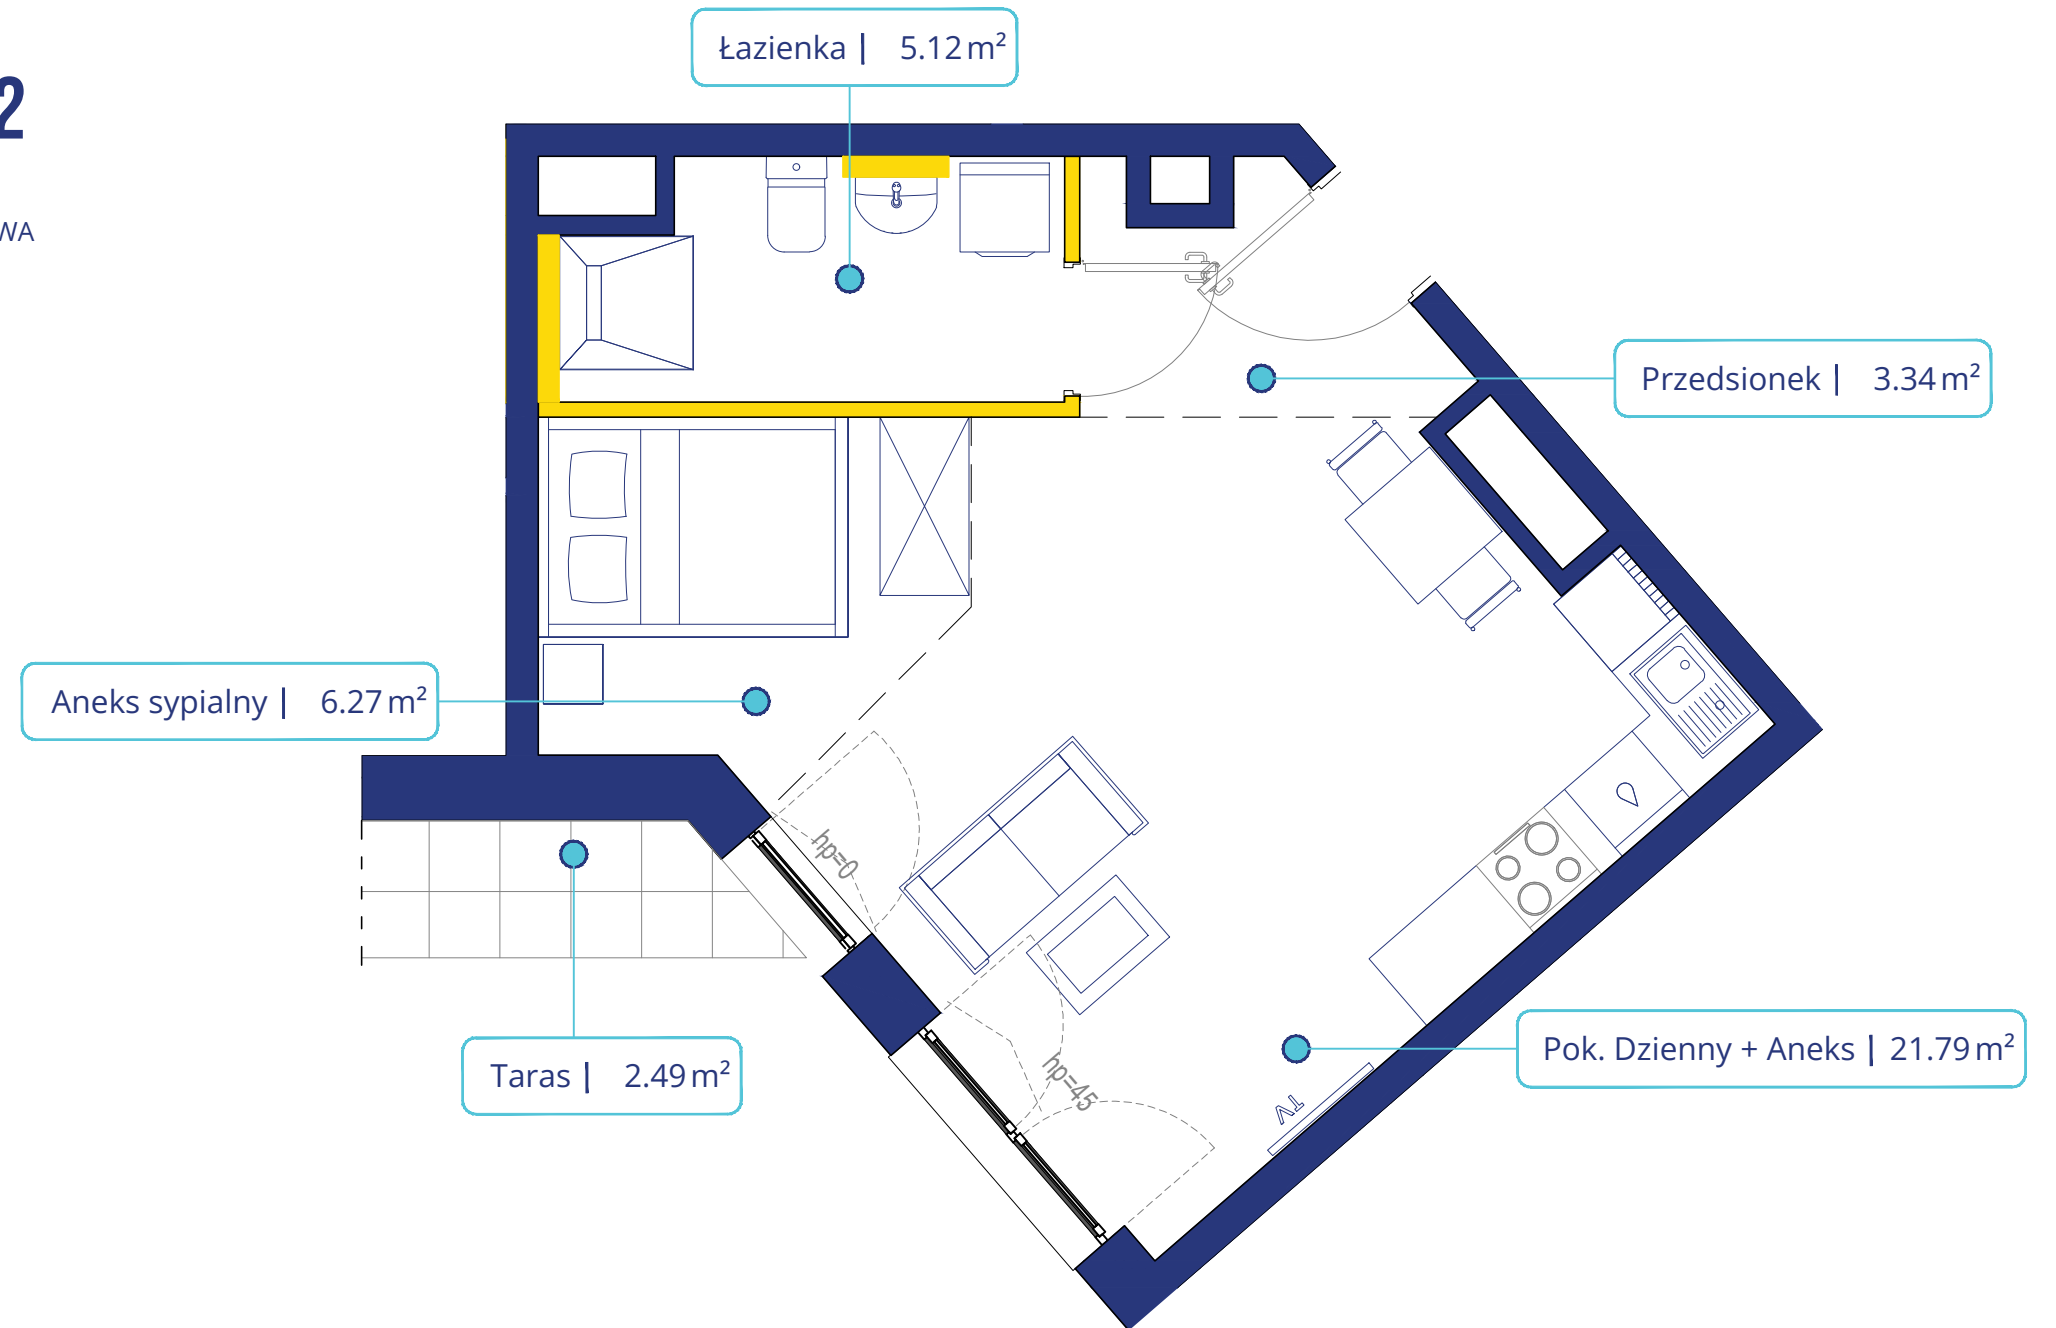 2
WA
Łazienka | 5.12 m²
Przedsionek | 3.34 m²
Aneks sypialny | 6.27 m²
hp=0
Taras | 2.49 m²
hp=45
Pok. Dzienny + Aneks | 21.79 m²
TV